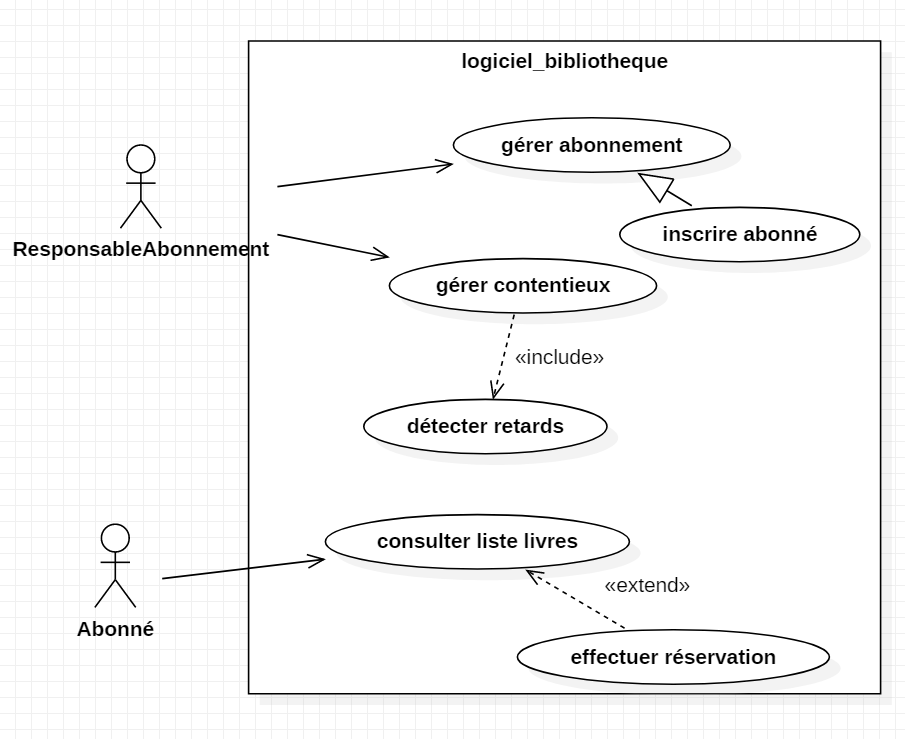 logiciel_bibliotheque
gérer abonnement
inscrire abonné
ResponsableAbonnement
gérer contentieux
«include»
détecter retards
consulter liste livres
«extend»
Abonné
effectuer réservation